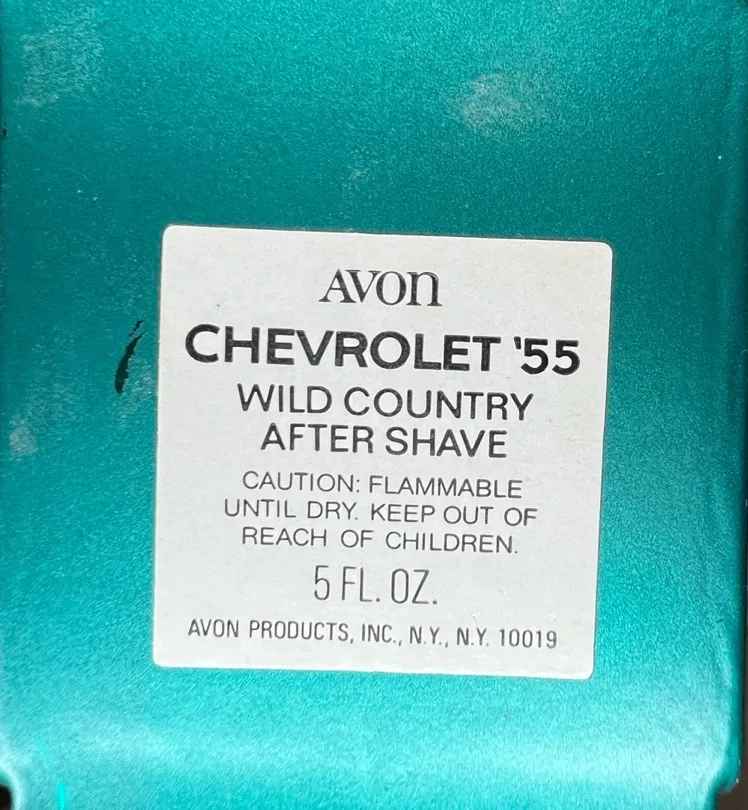 AVON
CHEVROLET '55
WILD COUNTRY
AFTER SHAVE
CAUTION: FLAMMABLE
UNTIL DRY. KEEP OUT OF
REACH OF CHILDREN.
5 FL. OZ.
AVON PRODUCTS, INC., N.Y., N.Y. 10019